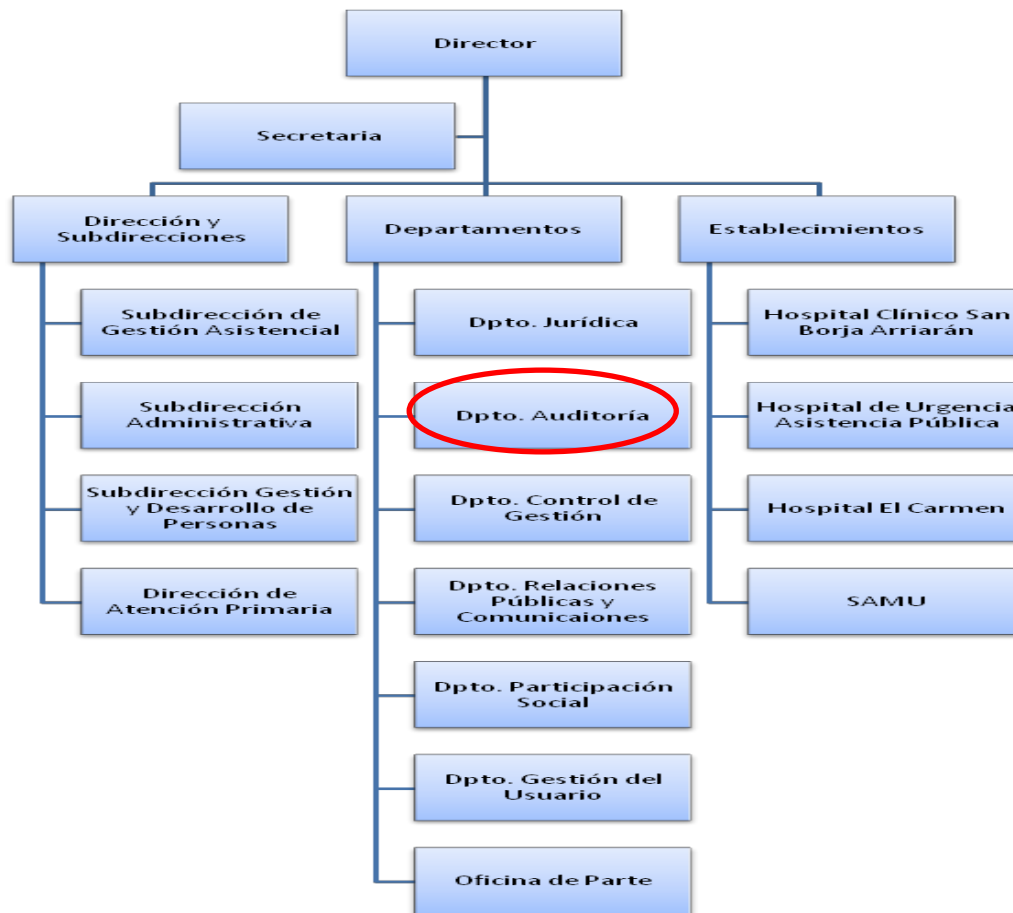 Director
Secretaria
Dirección y
Subdirecciones
Departamentos
Establecimientos
Subdirección de
Gestión Asistencial
Subdirección
Administrativa
Subdirección Gestión
y Desarrollo de
Personas
Dirección de
Atención Primaria
Dpto. Jurídica
Dpto. Auditoría
Dpto. Control de
Gestión
Dpto. Relaciones
Públicas y
Comunicaiones
Dpto. Participación
Social
Dpto. Gestión del
Usuario
Oficina de Parte
Hospital Clínico San
Borja Arriarán
Hospital de Urgencia
Asistencia Pública
Hospital El Carmen
SAMU